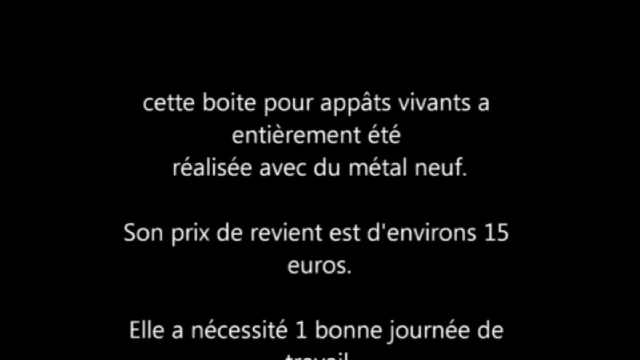 cette boite pour appâts vivants a
entièrement été
réalisée avec du métal neuf.
Son prix de revient est d'environs 15
euros.
Elle a nécessité 1 bonne journée de
travail